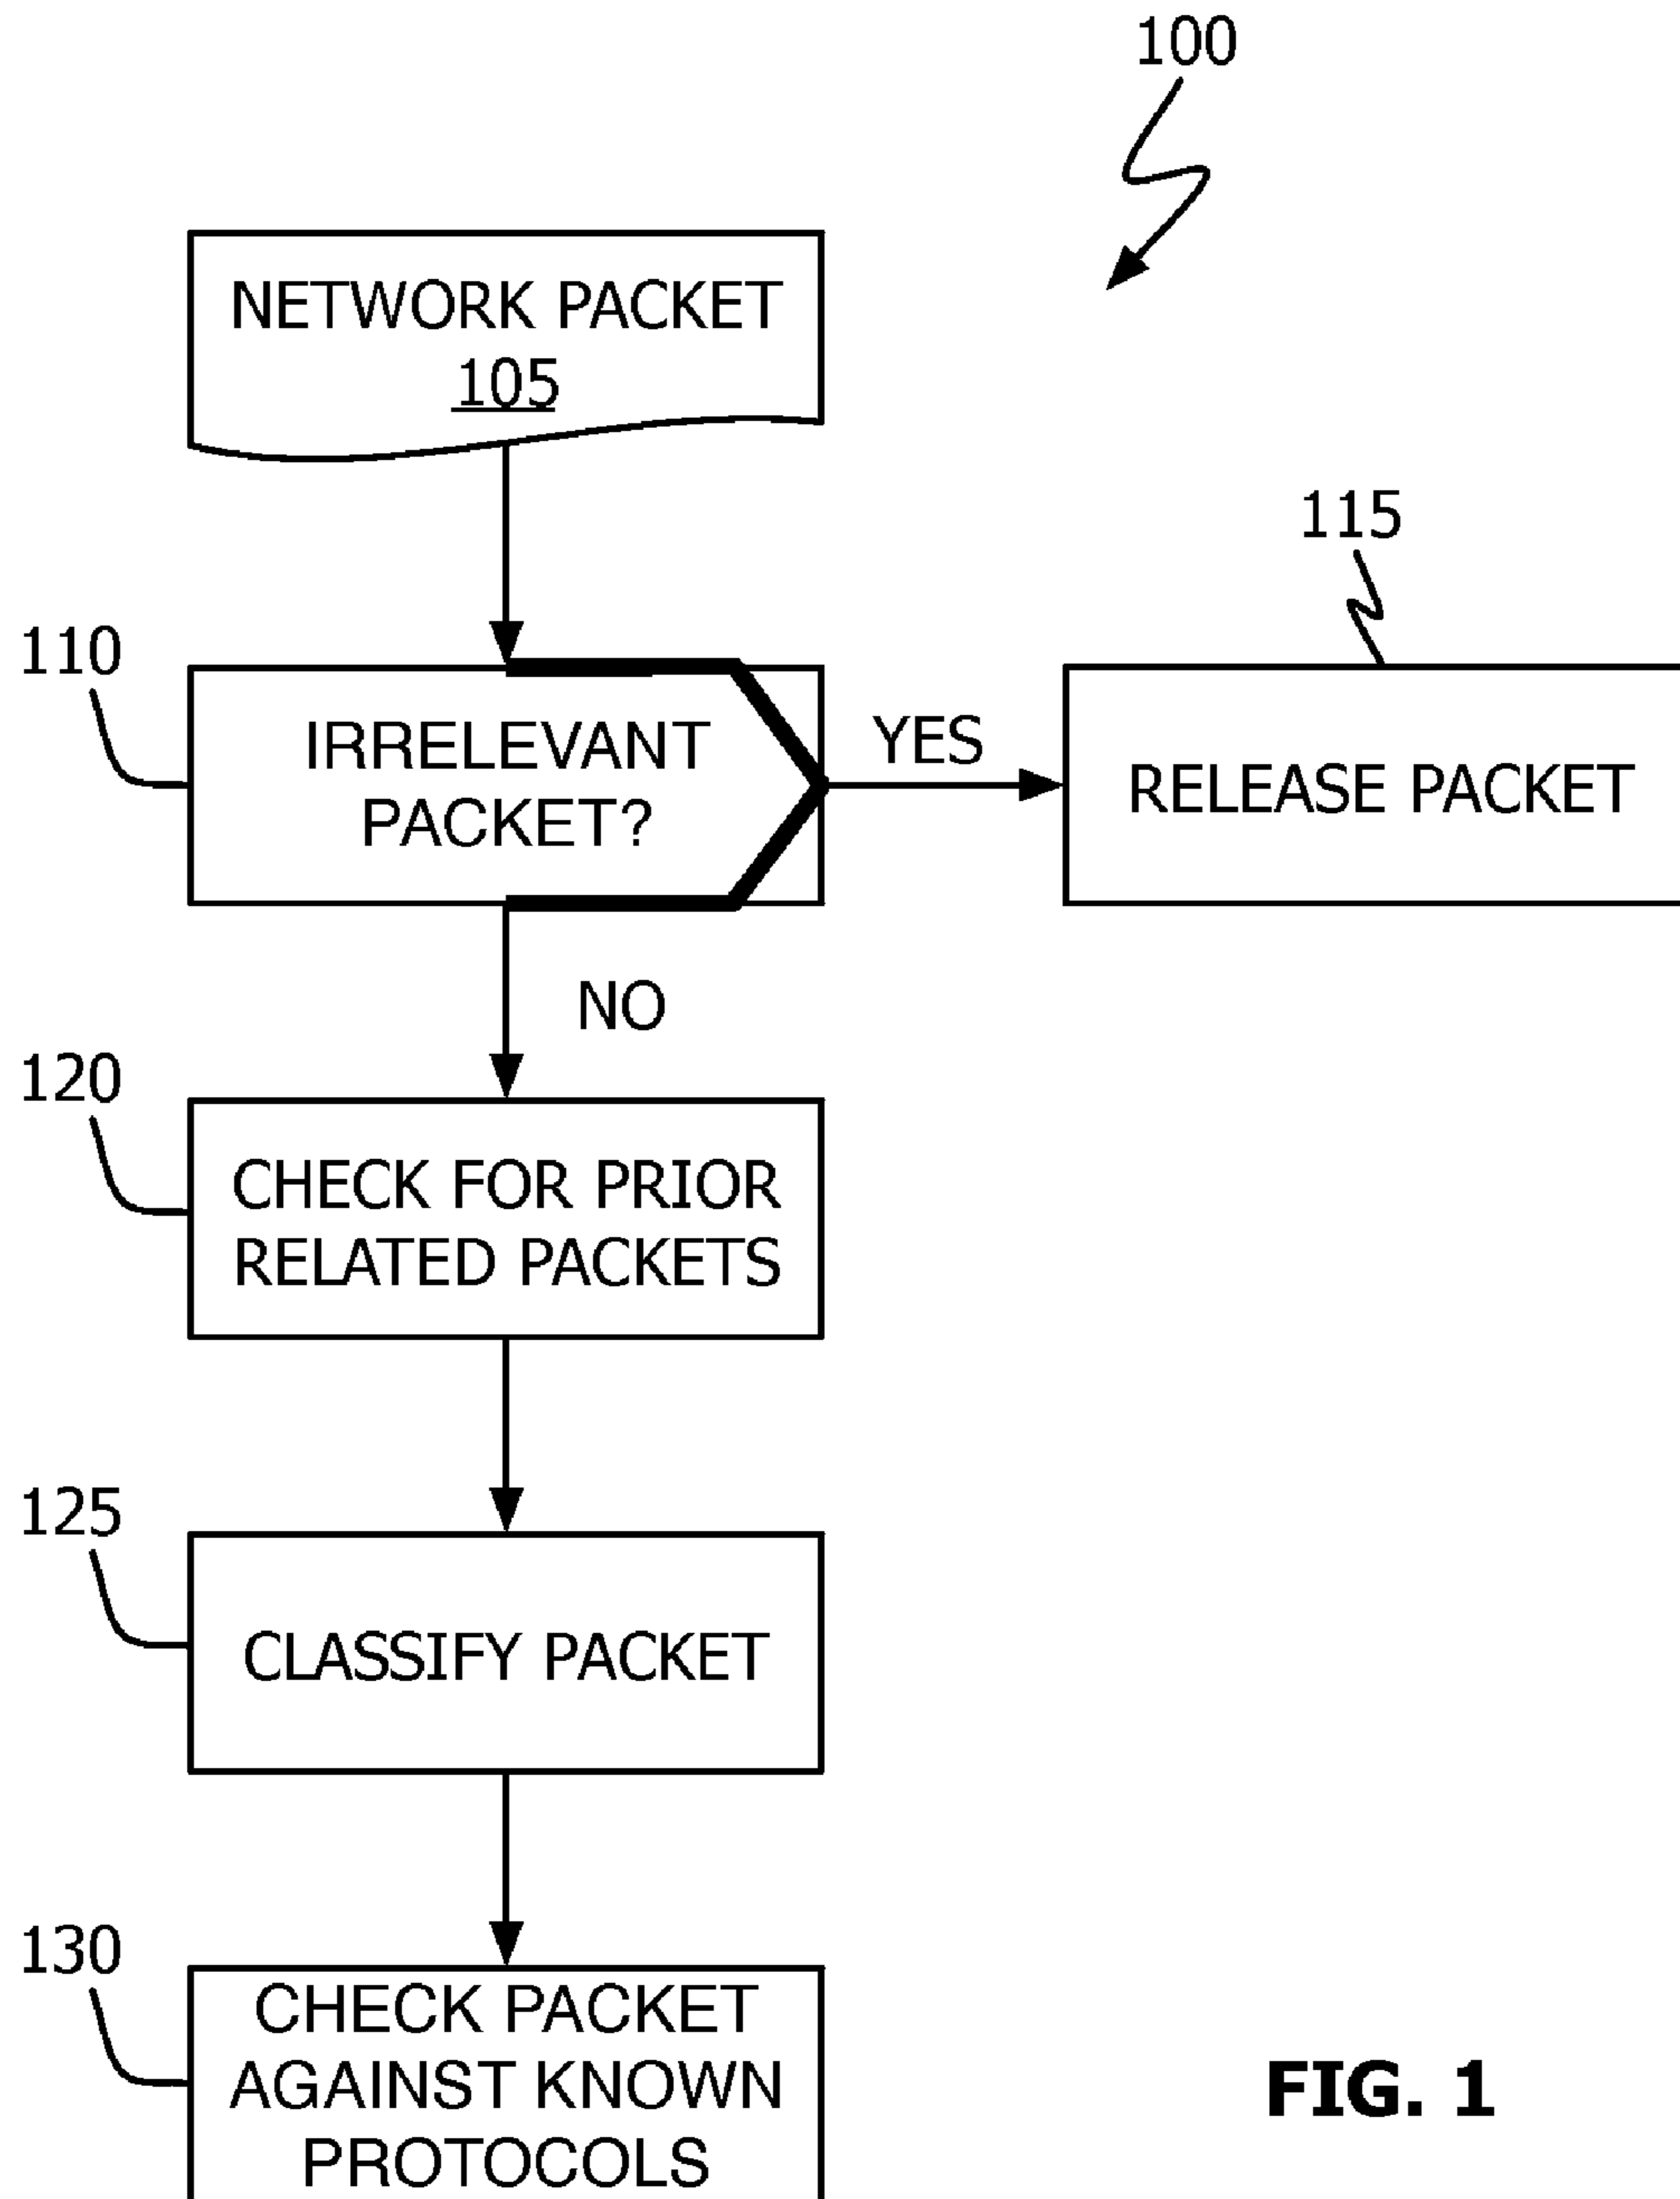 100
NETWORK PACKET
105
115
110
IRRELEVANT
PACKET?
YES
RELEASE PACKET
NO
120
CHECK FOR PRIOR
RELATED PACKETS
125
CLASSIFY PACKET
130
CHECK PACKET
AGAINST KNOWN
PROTOCOLS
FIG. 1